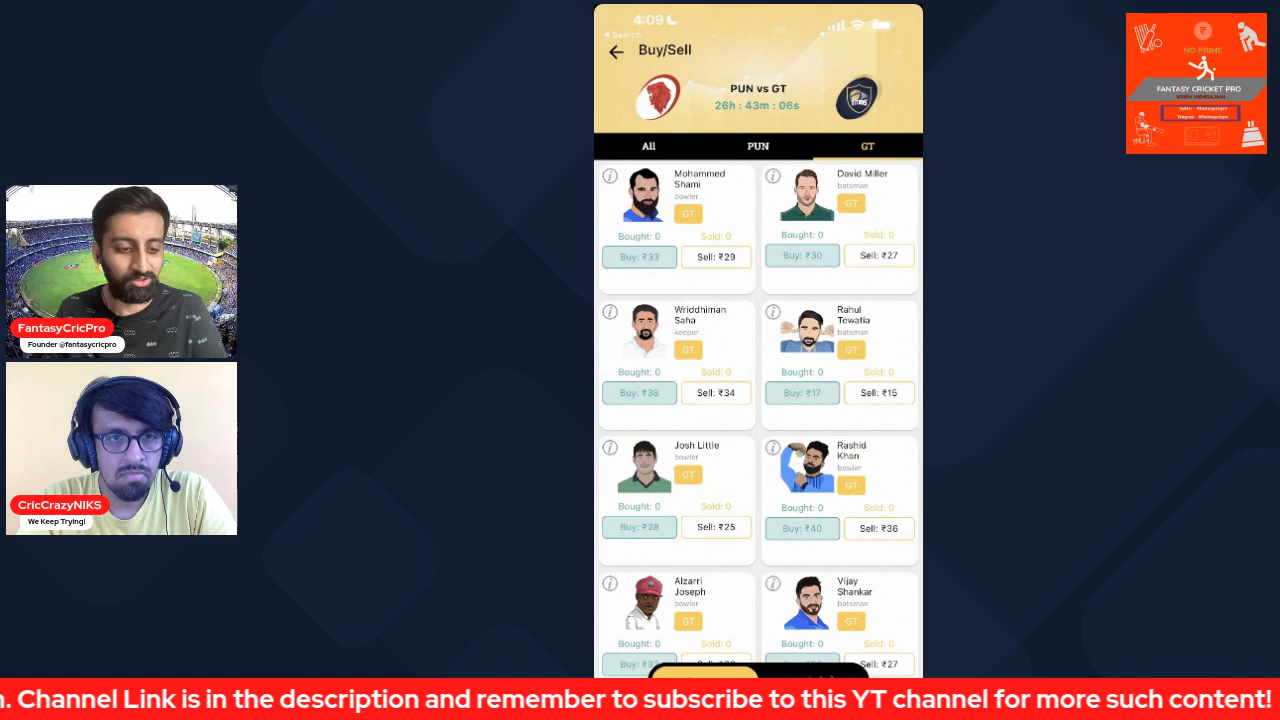 4:09
Search
Buy/Sell
PUN vs GT
26h : 43m : 06s
All PUN GT
Mohammed Shami
bowler
GT
Bought: 0 Sold: 0
Buy: ₹33 Sell: ₹29
David Miller
batsman
GT
Bought: 0 Sold: 0
Buy: ₹30 Sell: ₹27
Wriddhiman Saha
keeper
GT
Bought: 0 Sold: 0
Buy: ₹38 Sell: ₹34
Rahul Tewatia
batsman
GT
Bought: 0 Sold: 0
Buy: ₹17 Sell: ₹15
Josh Little
bowler
GT
Bought: 0 Sold: 0
Buy: ₹28 Sell: ₹25
Rashid Khan
bowler
GT
Bought: 0 Sold: 0
Buy: ₹40 Sell: ₹36
Alzarri Joseph
bowler
GT
Bought: 0 Sold: 0
Vijay Shankar
batsman
GT
Bought: 0 Sold: 0
Sell: ₹27
FantasyCricPro
Founder @fantasycricpro
CricCrazyNIKS
We Keep Trying!
NO PRIME
FANTASY CRICKET PRO
n. Channel Link is in the description and remember to subscribe to this YT channel for more such content!